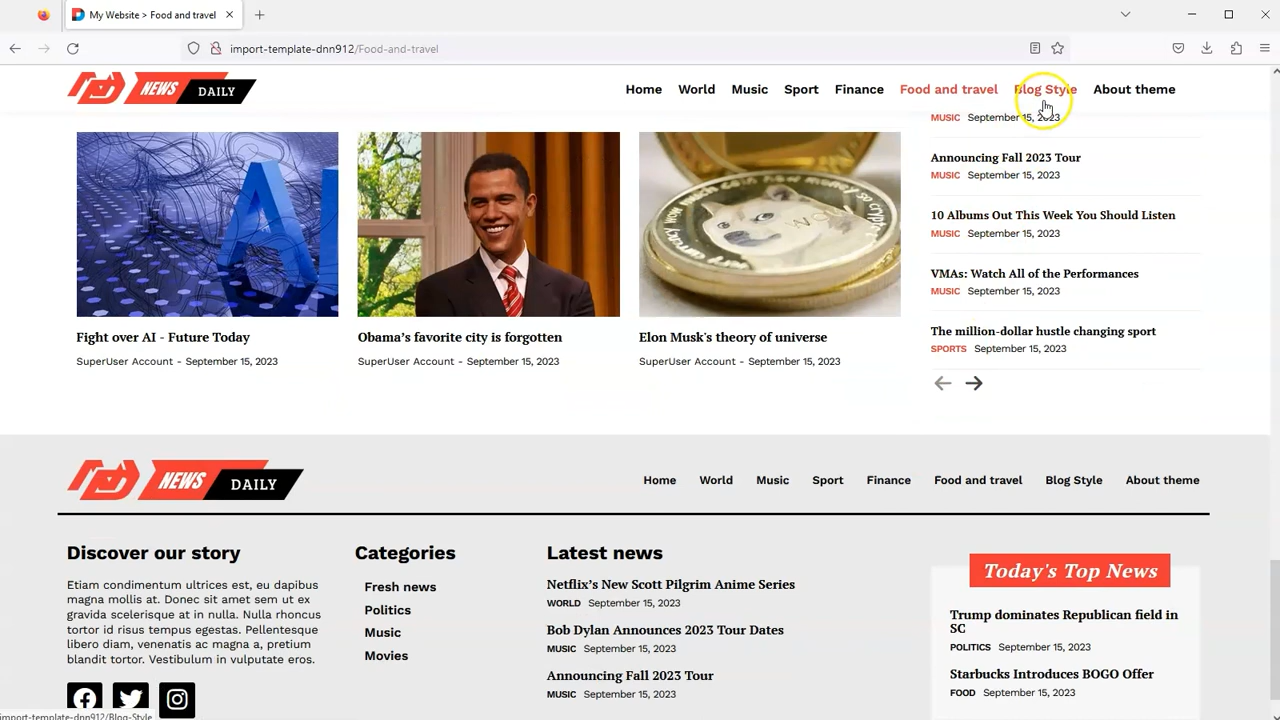 My Website > Food and travel
import-template-dnn912/Food-and-travel
NEWS DAILY
Home World Music Sport Finance Food and travel Blog Style About theme
MUSIC September 15, 2023
Announcing Fall 2023 Tour
MUSIC September 15, 2023
10 Albums Out This Week You Should Listen
MUSIC September 15, 2023
VMAs: Watch All of the Performances
MUSIC September 15, 2023
The million-dollar hustle changing sport
SPORTS September 15, 2023
Fight over AI - Future Today
SuperUser Account - September 15, 2023
Obama's favorite city is forgotten
SuperUser Account - September 15, 2023
Elon Musk's theory of universe
SuperUser Account - September 15, 2023
NEWS DAILY
Home World Music Sport Finance Food and travel Blog Style About theme
Discover our story
Etiam condimentum ultrices est, eu dapibus
magna mollis at. Donec sit amet sem ut ex
gravida scelerisque at in nulla. Nulla rhoncus
tortor id risus tempus egestas. Pellentesque
libero diam, venenatis ac magna a, pretium
blandit tortor. Vestibulum in vulputate eros.
Categories
Fresh news
Politics
Music
Movies
Latest news
Netflix's New Scott Pilgrim Anime Series
WORLD September 15, 2023
Bob Dylan Announces 2023 Tour Dates
MUSIC September 15, 2023
Announcing Fall 2023 Tour
MUSIC September 15, 2023
Today's Top News
Trump dominates Republican field in
SC
POLITICS September 15, 2023
Starbucks Introduces BOGO Offer
FOOD September 15, 2023
import-template-dnn912/Blog-Style